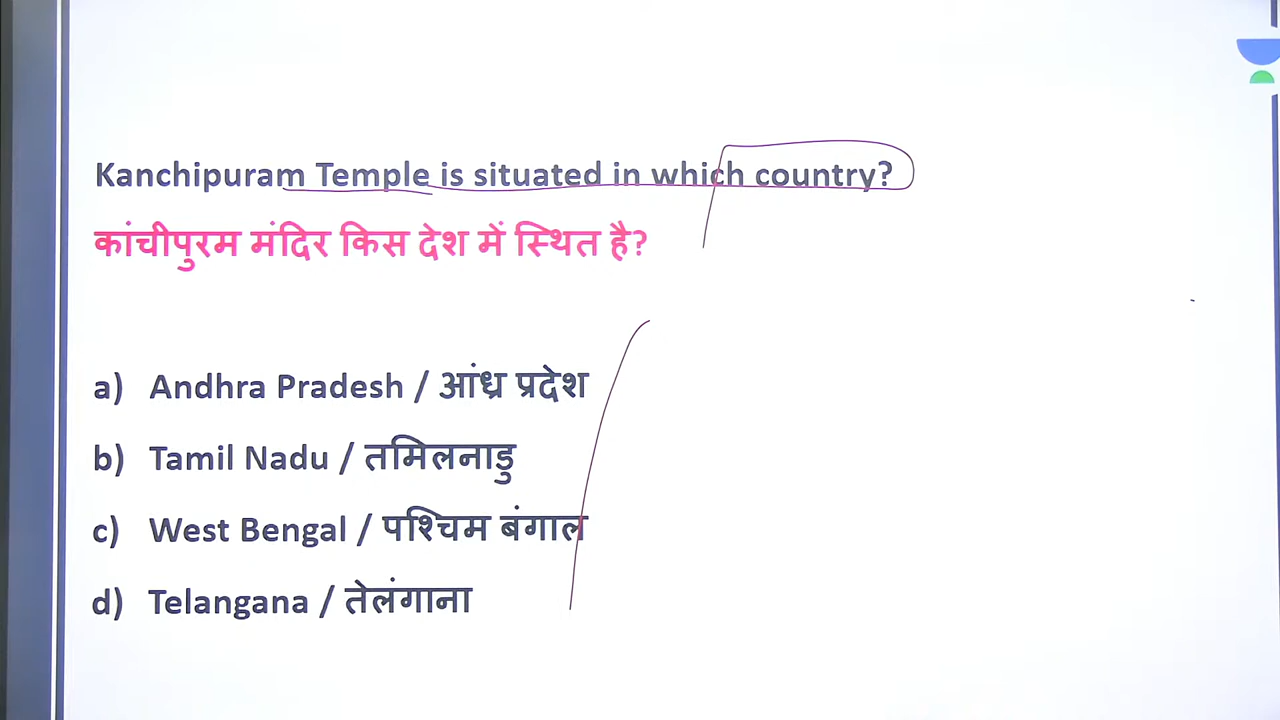 Kanchipuram Temple is situated in which country?
कांचीपुरम मंदिर किस देश में स्थित है?
a) Andhra Pradesh / आंध्र प्रदेश
b) Tamil Nadu / तमिलनाडु
c) West Bengal / पश्चिम बंगाल
d) Telangana / तेलंगाना